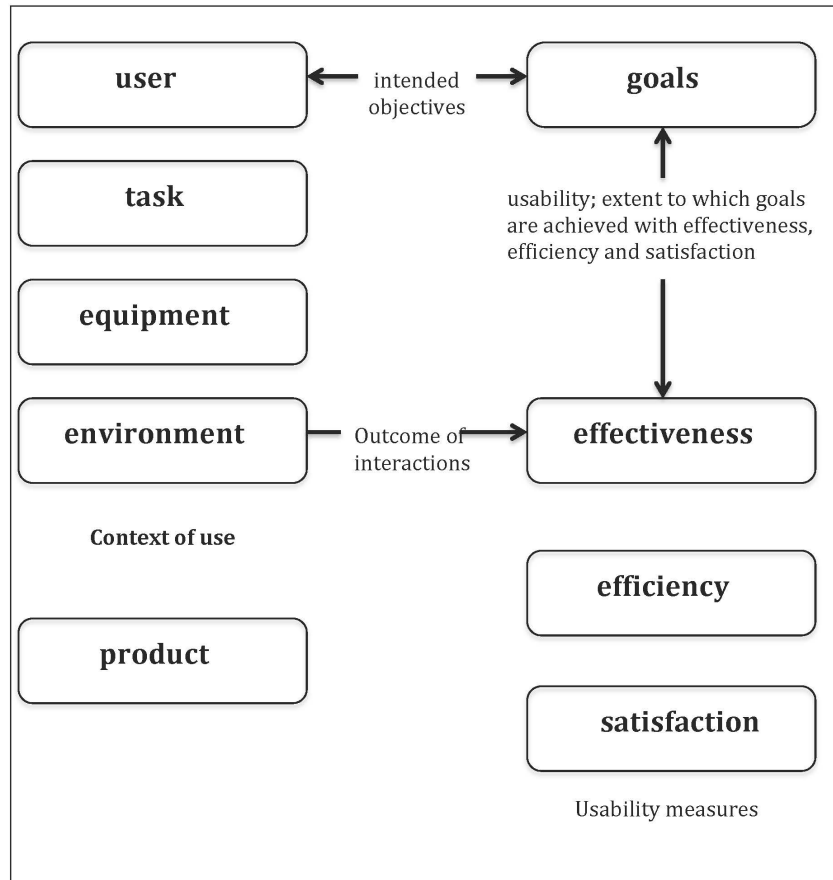 user
intended
objectives
goals
task
usability; extent to which goals
are achieved with effectiveness,
efficiency and satisfaction
equipment
environment
Outcome of
interactions
effectiveness
Context of use
efficiency
product
satisfaction
Usability measures